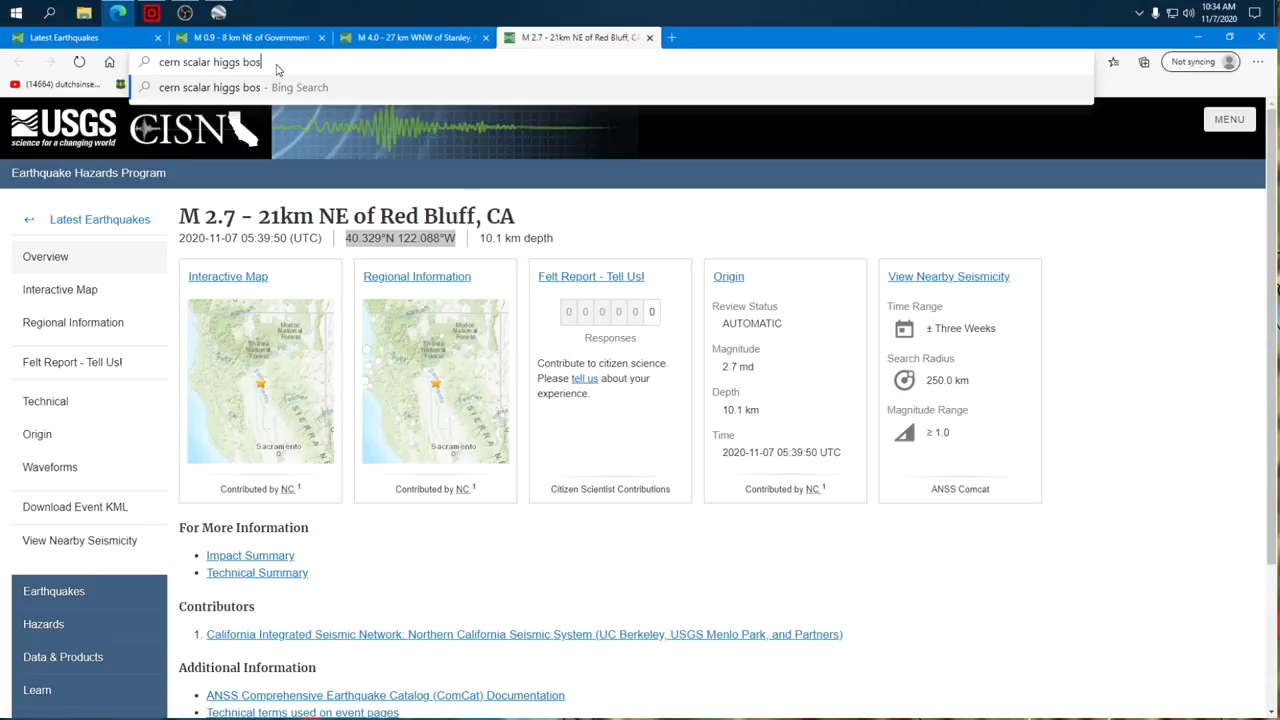 10:34 AM
11/7/2020
Latest Earthquakes
M 0.9 - 8 km NE of Government
M 4.0 - 27 km WNW of Stanley,
M 2.7 - 21km NE of Red Bluff, CA
cern scalar higgs bos
Not syncing
(14664) dutchsinse...
cern scalar higgs bos - Bing Search
USGS
science for a changing world
CISN
MENU
Earthquake Hazards Program
Latest Earthquakes
Overview
Interactive Map
Regional Information
Felt Report - Tell Us!
Technical
Origin
Waveforms
Download Event KML
View Nearby Seismicity
Earthquakes
Hazards
Data & Products
Learn
M 2.7 - 21km NE of Red Bluff, CA
2020-11-07 05:39:50 (UTC) 40.329°N 122.088°W 10.1 km depth
Interactive Map
Sacramento
Contributed by NC 1
Regional Information
Sacramento
Contributed by NC 1
Felt Report - Tell Us!
0 0 0 0 0 0
Responses
Contribute to citizen science.
Please tell us about your
experience.
Citizen Scientist Contributions
Origin
Review Status
AUTOMATIC
Magnitude
2.7 md
Depth
10.1 km
Time
2020-11-07 05:39:50 UTC
Contributed by NC 1
View Nearby Seismicity
Time Range
± Three Weeks
Search Radius
250.0 km
Magnitude Range
≥ 1.0
ANSS Comcat
For More Information
Impact Summary
Technical Summary
Contributors
1. California Integrated Seismic Network: Northern California Seismic System (UC Berkeley, USGS Menlo Park, and Partners)
Additional Information
ANSS Comprehensive Earthquake Catalog (ComCat) Documentation
Technical terms used on event pages